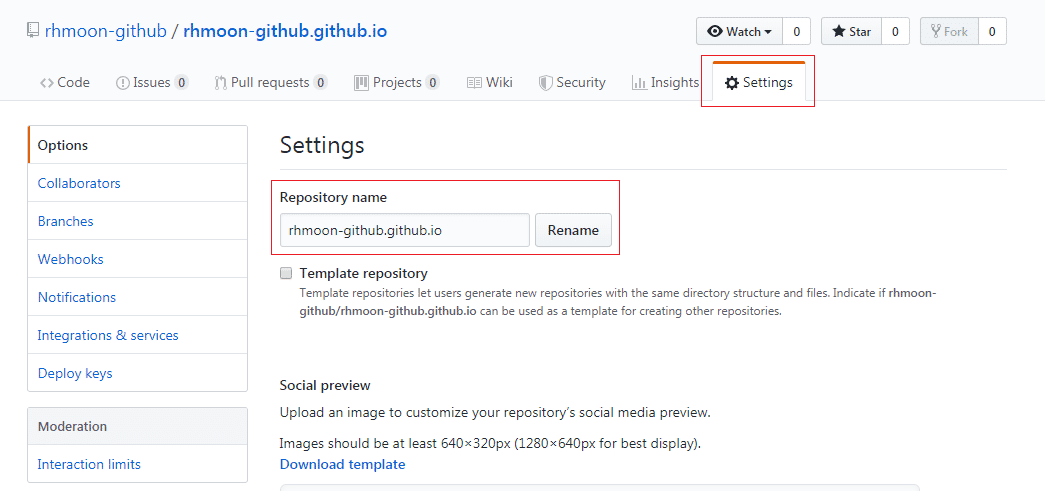 rhmoon-github / rhmoon-github.github.io
Watch 0 Star 0 Fork 0
Code Issues 0 Pull requests 0 Projects 0 Wiki Security Insights Settings
Options
Collaborators
Branches
Webhooks
Notifications
Integrations & services
Deploy keys
Moderation
Interaction limits
Settings
Repository name
rhmoon-github.github.io Rename
Template repository
Template repositories let users generate new repositories with the same directory structure and files. Indicate if rhmoon-
github/rhmoon-github.github.io can be used as a template for creating other repositories.
Social preview
Upload an image to customize your repository’s social media preview.
Images should be at least 640×320px (1280×640px for best display).
Download template